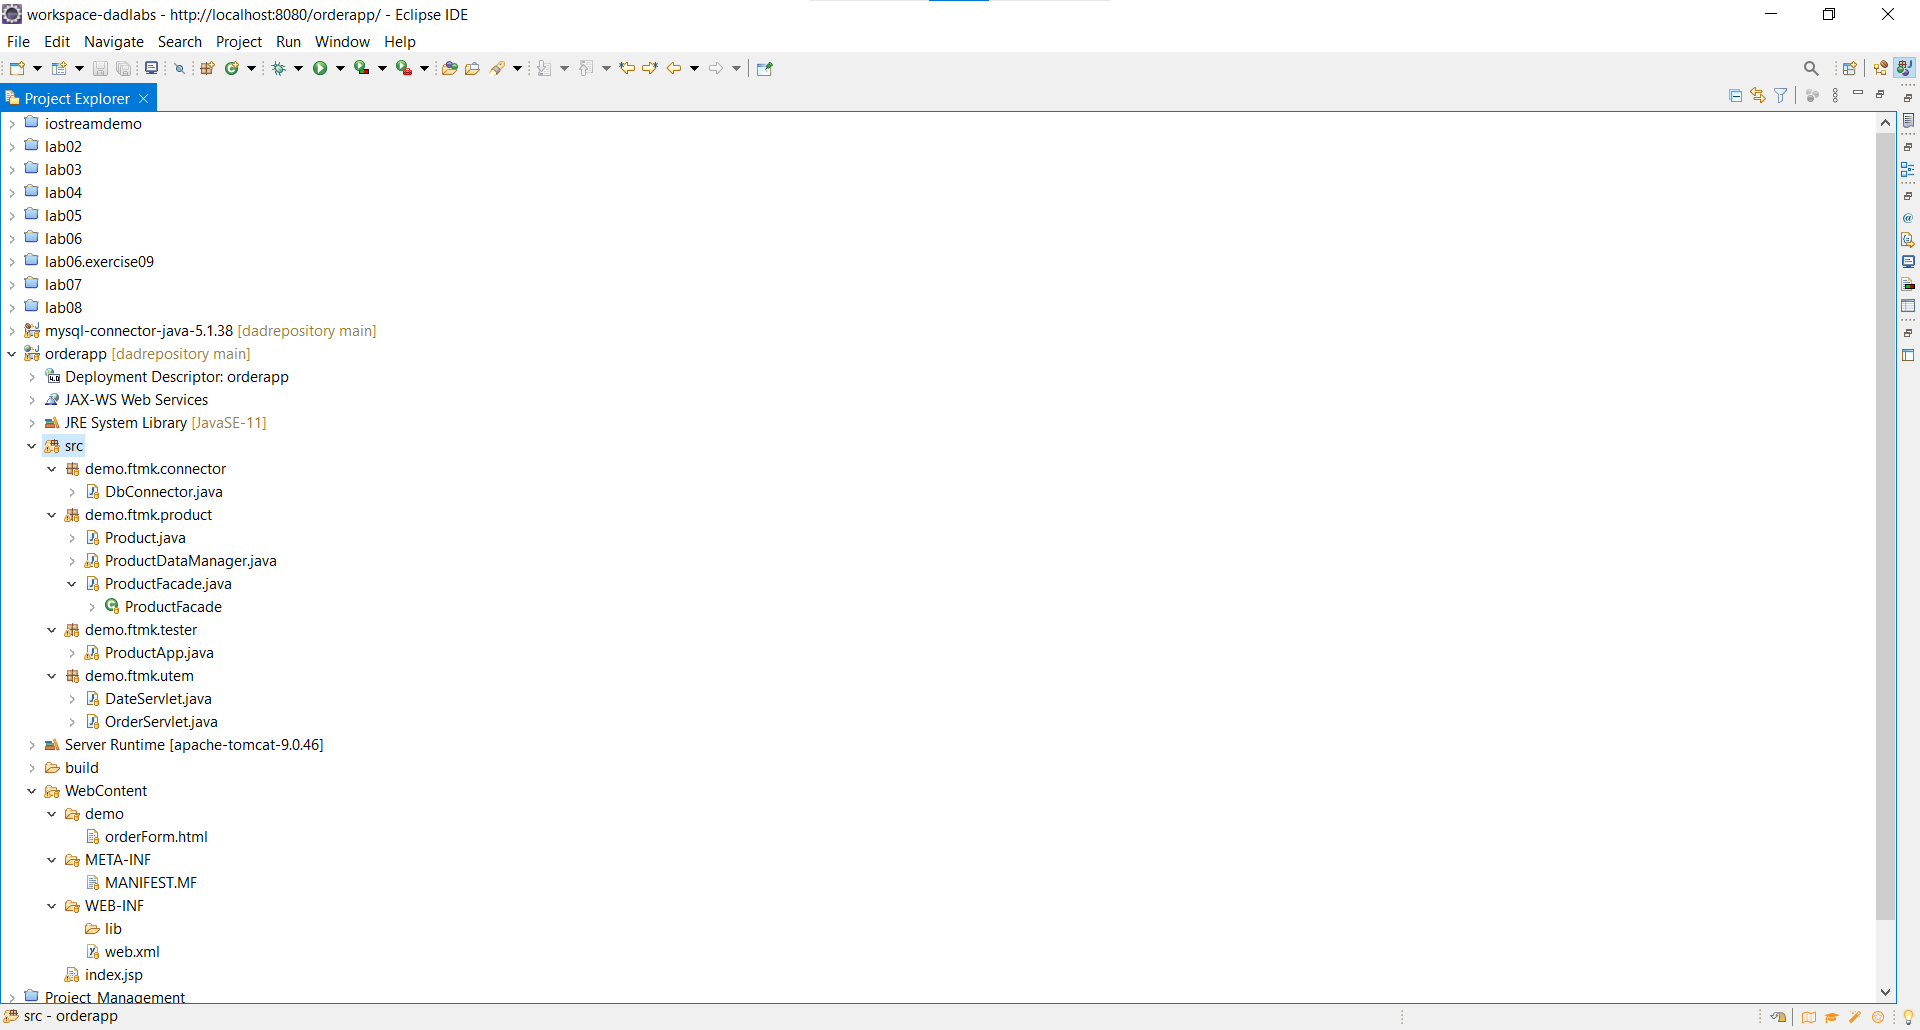 workspace-dadlabs - http://localhost:8080/orderapp/ - Eclipse IDE
File Edit Navigate Search Project Run Window Help
Project Explorer
iostreamdemo
lab02
lab03
lab04
lab05
lab06
lab06.exercise09
lab07
lab08
mysql-connector-java-5.1.38 [dadrepository main]
orderapp [dadrepository main]
Deployment Descriptor: orderapp
JAX-WS Web Services
JRE System Library [JavaSE-11]
src
demo.ftmk.connector
DbConnector.java
demo.ftmk.product
Product.java
ProductDataManager.java
ProductFacade.java
ProductFacade
demo.ftmk.tester
ProductApp.java
demo.ftmk.utem
DateServlet.java
OrderServlet.java
Server Runtime [apache-tomcat-9.0.46]
build
WebContent
demo
orderForm.html
META-INF
MANIFEST.MF
WEB-INF
lib
web.xml
index.jsp
Project_Management
src - orderapp